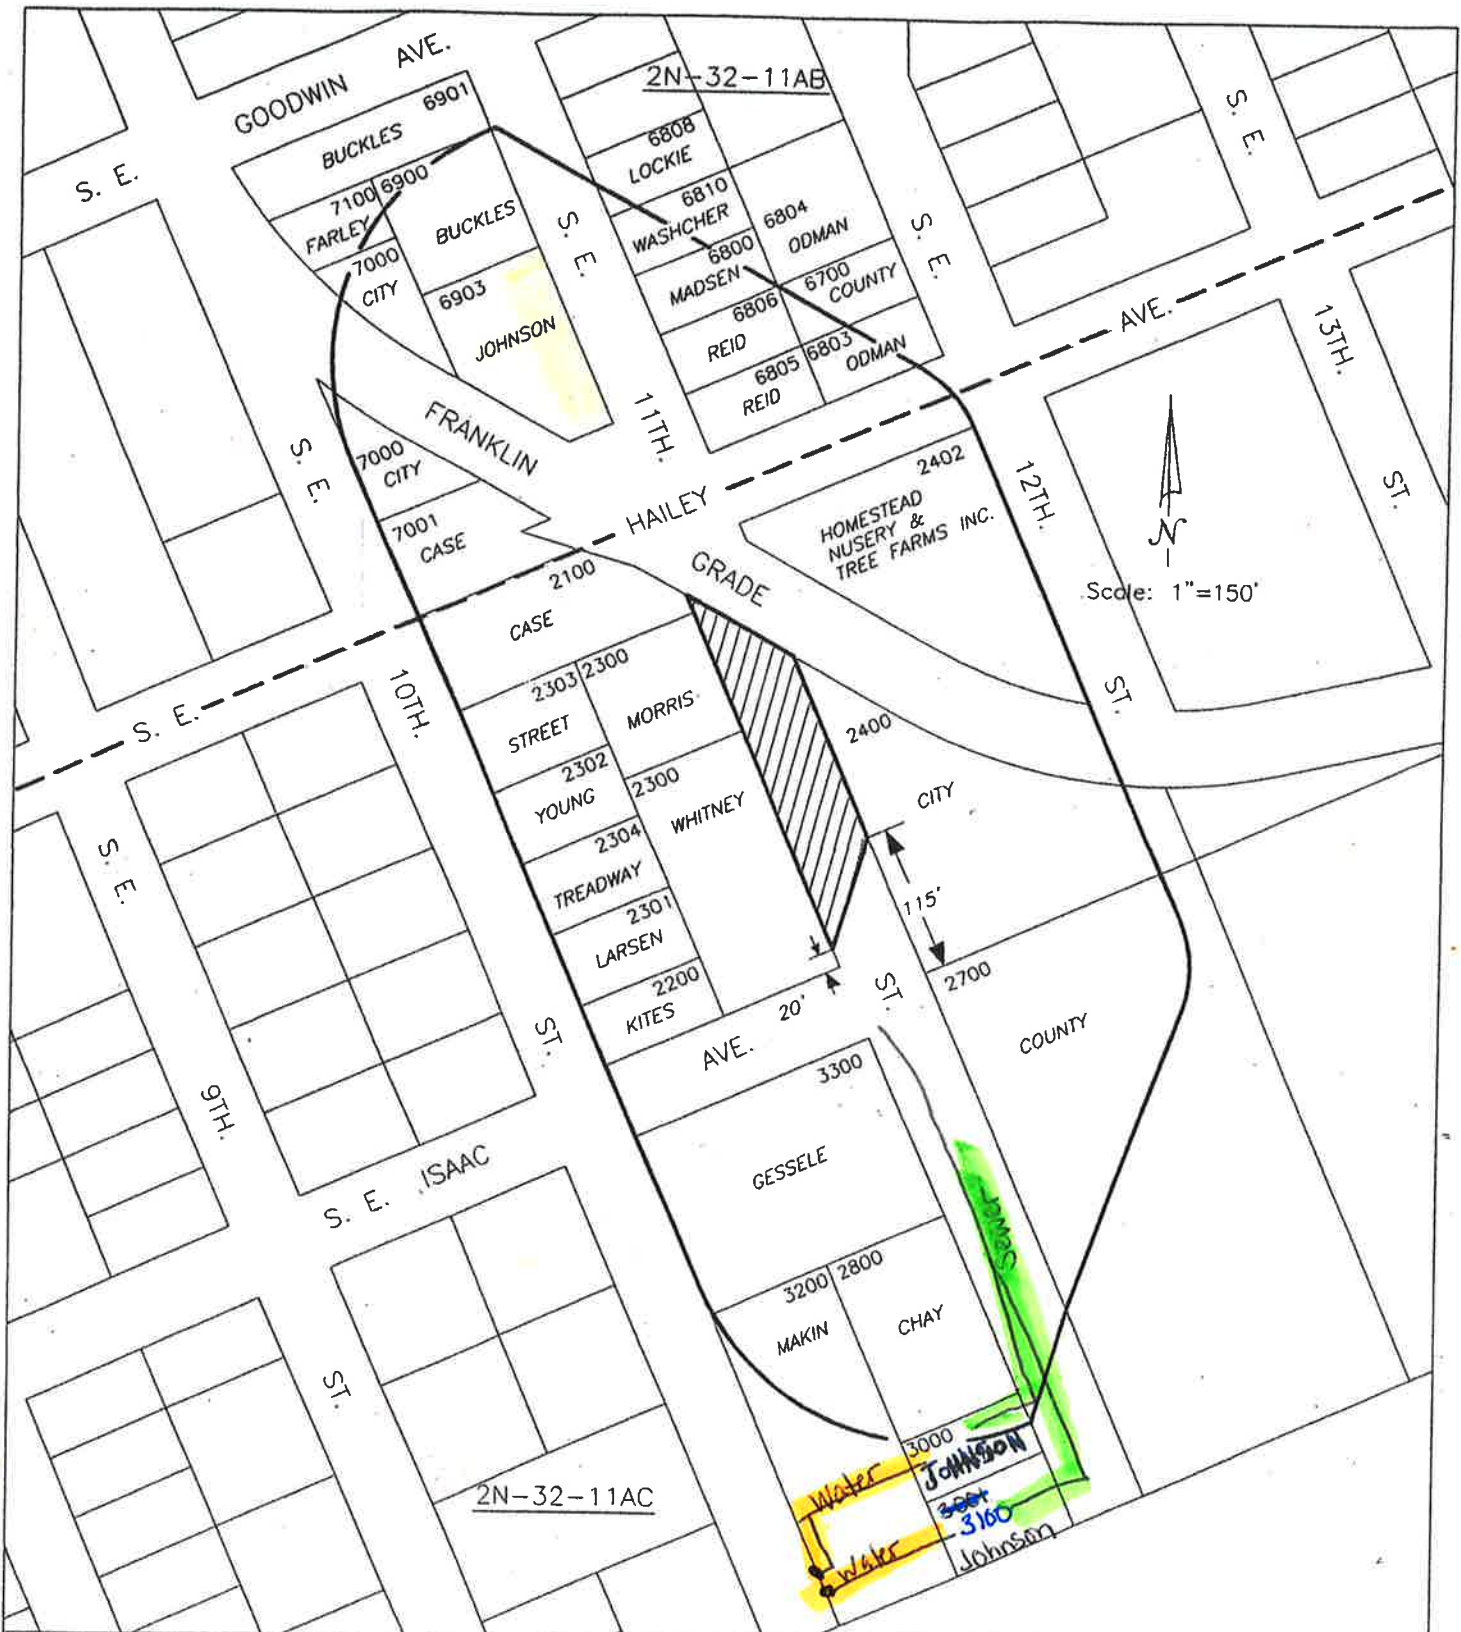 GOODWIN AVE.
2N-32-11AB
S. E.
BUCKLES 6901
7100 6900
FARLEY
BUCKLES
7000
CITY
6903
JOHNSON
S. E.
6808
LOCKIE
6810
WASHCHER
6800
MADSEN
6804
ODMAN
6700
COUNTY
6806
REID
6803
ODMAN
6805
REID
S. E.
S. E.
AVE.
13TH.
ST.
11TH.
FRANKLIN
S. E.
7000
CITY
7001
CASE
HAILEY
GRADE
2402
HOMESTEAD
NUSERY &
TREE FARMS INC.
12TH.
ST.
N
Scale: 1"=150'
2100
CASE
S. E.
10TH.
2303 2300
STREET
MORRIS
2302
YOUNG
2300
WHITNEY
2304
TREADWAY
2301
LARSEN
2200
KITES
2400
CITY
115'
20'
ST.
2700
COUNTY
S. E.
9TH.
ST.
AVE.
3300
GESSELE
S. E. ISAAC
Sewer
3200 2800
MAKIN
CHAY
ST.
2N-32-11AC
3000
JOHNSON
Water
3001
3100
Johnson
Water